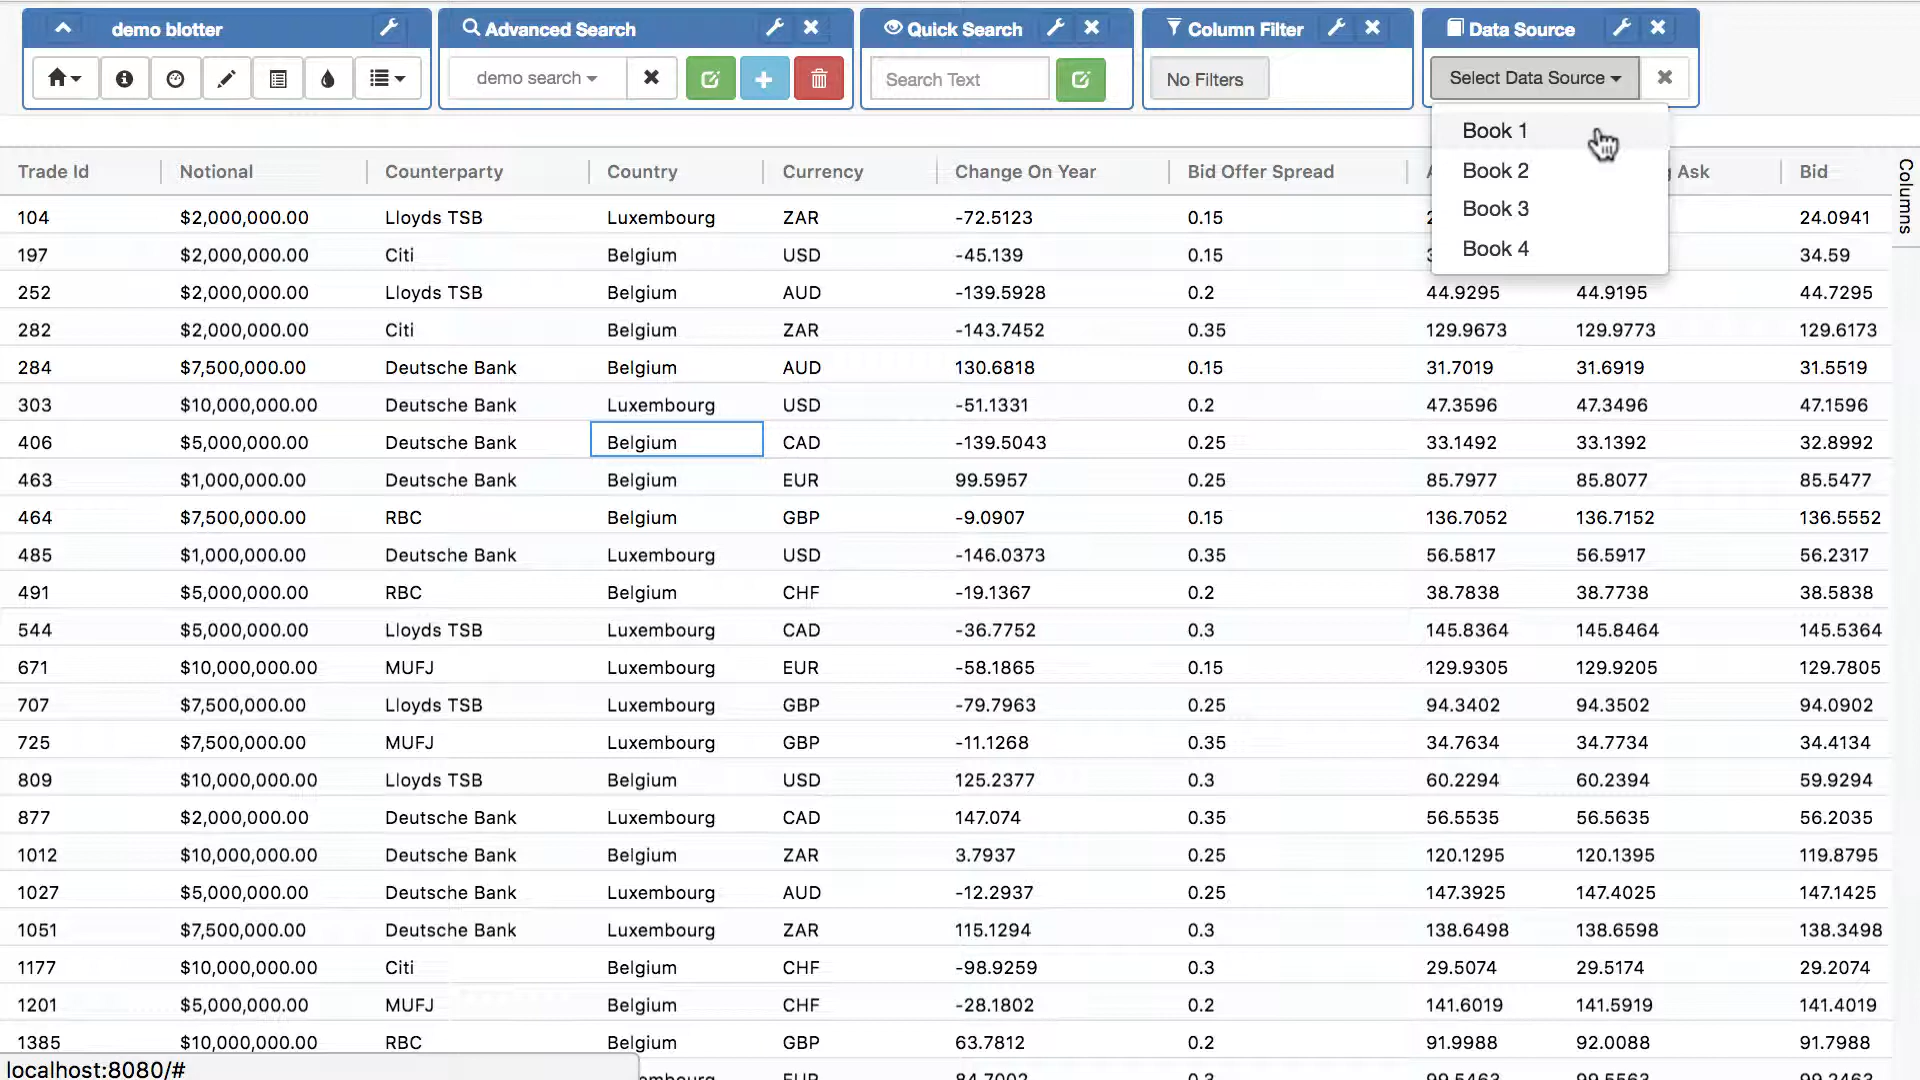 demo blotter
Advanced Search
Quick Search
Column Filter
Data Source
demo search
Search Text
No Filters
Select Data Source
Book 1
Book 2
Book 3
Book 4
Trade Id Notional Counterparty Country Currency Change On Year Bid Offer Spread Ask Bid
Columns
104 $2,000,000.00 Lloyds TSB Luxembourg ZAR -72.5123 0.15 24.0941
197 $2,000,000.00 Citi Belgium USD -45.139 0.15 34.59
252 $2,000,000.00 Lloyds TSB Belgium AUD -139.5928 0.2 44.9295 44.9195 44.7295
282 $2,000,000.00 Citi Belgium ZAR -143.7452 0.35 129.9673 129.9773 129.6173
284 $7,500,000.00 Deutsche Bank Belgium AUD 130.6818 0.15 31.7019 31.6919 31.5519
303 $10,000,000.00 Deutsche Bank Luxembourg USD -51.1331 0.2 47.3596 47.3496 47.1596
406 $5,000,000.00 Deutsche Bank Belgium CAD -139.5043 0.25 33.1492 33.1392 32.8992
463 $1,000,000.00 Deutsche Bank Belgium EUR 99.5957 0.25 85.7977 85.8077 85.5477
464 $7,500,000.00 RBC Belgium GBP -9.0907 0.15 136.7052 136.7152 136.5552
485 $1,000,000.00 Deutsche Bank Luxembourg USD -146.0373 0.35 56.5817 56.5917 56.2317
491 $5,000,000.00 RBC Belgium CHF -19.1367 0.2 38.7838 38.7738 38.5838
544 $5,000,000.00 Lloyds TSB Luxembourg CAD -36.7752 0.3 145.8364 145.8464 145.5364
671 $10,000,000.00 MUFJ Luxembourg EUR -58.1865 0.15 129.9305 129.9205 129.7805
707 $7,500,000.00 Lloyds TSB Luxembourg GBP -79.7963 0.25 94.3402 94.3502 94.0902
725 $7,500,000.00 MUFJ Luxembourg GBP -11.1268 0.35 34.7634 34.7734 34.4134
809 $10,000,000.00 Lloyds TSB Belgium USD 125.2377 0.3 60.2294 60.2394 59.9294
877 $2,000,000.00 Deutsche Bank Luxembourg CAD 147.074 0.35 56.5535 56.5635 56.2035
1012 $10,000,000.00 Deutsche Bank Belgium ZAR 3.7937 0.25 120.1295 120.1395 119.8795
1027 $5,000,000.00 Deutsche Bank Luxembourg AUD -12.2937 0.25 147.3925 147.4025 147.1425
1051 $7,500,000.00 Deutsche Bank Luxembourg ZAR 115.1294 0.3 138.6498 138.6598 138.3498
1177 $10,000,000.00 Citi Belgium CHF -98.9259 0.3 29.5074 29.5174 29.2074
1201 $5,000,000.00 MUFJ Belgium CHF -28.1802 0.2 141.6019 141.5919 141.4019
1385 $10,000,000.00 RBC Belgium GBP 63.7812 0.2 91.9988 92.0088 91.7988
localhost:8080/#